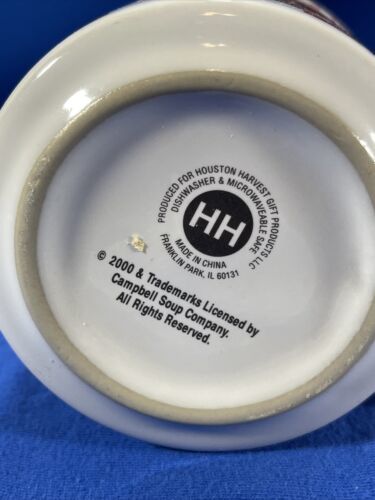 PRODUCED FOR HOUSTON HARVEST GIFT PRODUCTS LLC
DISHWASHER & MICROWAVEABLE SAFE
HH
MADE IN CHINA
FRANKLIN PARK, IL 60131
© 2000 & Trademarks Licensed by
Campbell Soup Company.
All Rights Reserved.